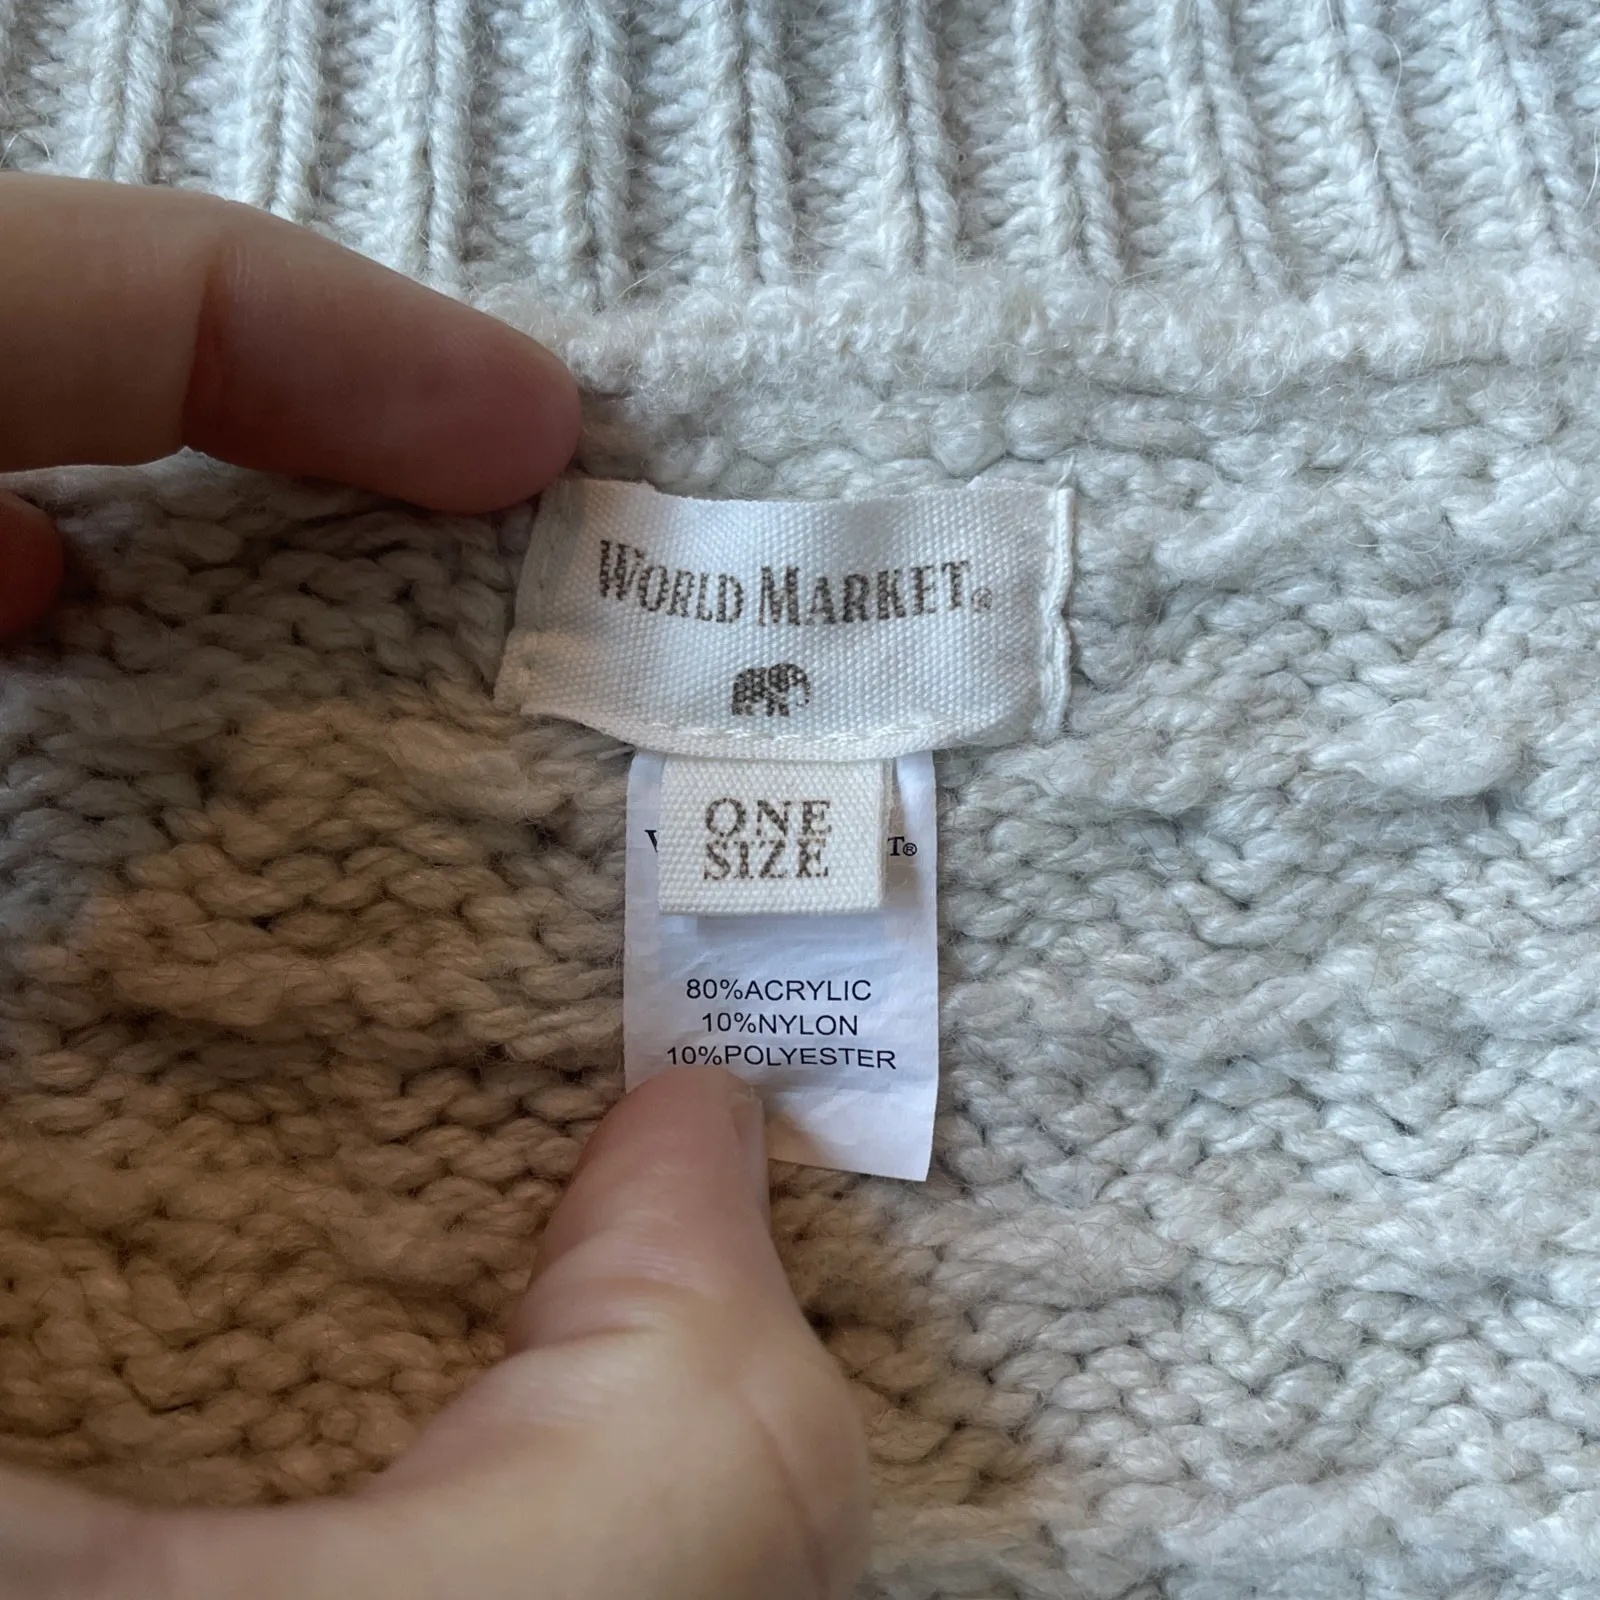 WORLD MARKET®
ONE
SIZE
T®
80%ACRYLIC
10%NYLON
10%POLYESTER